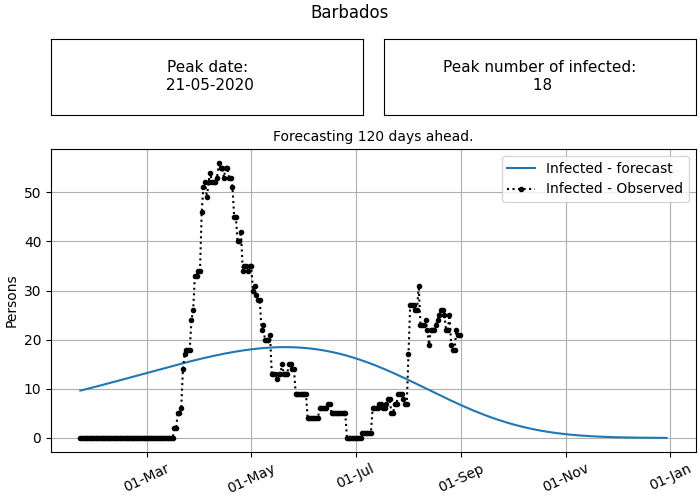 Barbados
Peak date:
21-05-2020
Peak number of infected:
18
Forecasting 120 days ahead.
Infected - forecast
Infected - Observed
Persons
50
40
30
20
10
0
01-Mar
01-May
01-Jul
01-Sep
01-Nov
01-Jan